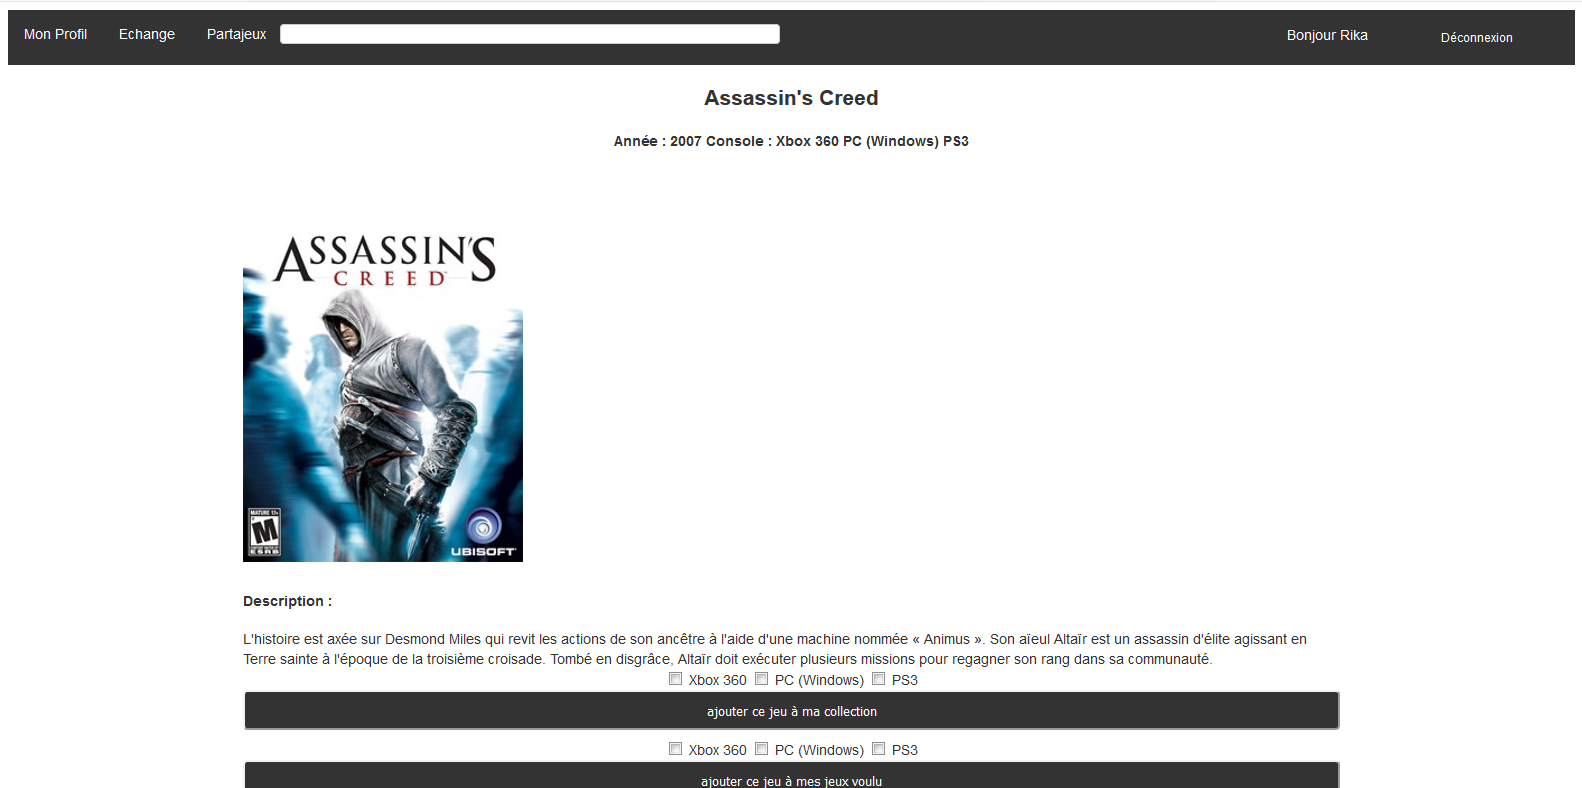 Mon Profil Echange Partajeux Bonjour Rika Déconnexion
Assassin's Creed
Année : 2007 Console : Xbox 360 PC (Windows) PS3
ASSASSIN'S
CREED
MATURE 17+
M
ESRB
UBISOFT
Description :
L'histoire est axée sur Desmond Miles qui revit les actions de son ancêtre à l'aide d'une machine nommée « Animus ». Son aïeul Altaïr est un assassin d'élite agissant en
Terre sainte à l'époque de la troisième croisade. Tombé en disgrâce, Altaïr doit exécuter plusieurs missions pour regagner son rang dans sa communauté.
Xbox 360 PC (Windows) PS3
ajouter ce jeu à ma collection
Xbox 360 PC (Windows) PS3
ajouter ce jeu à mes jeux voulu